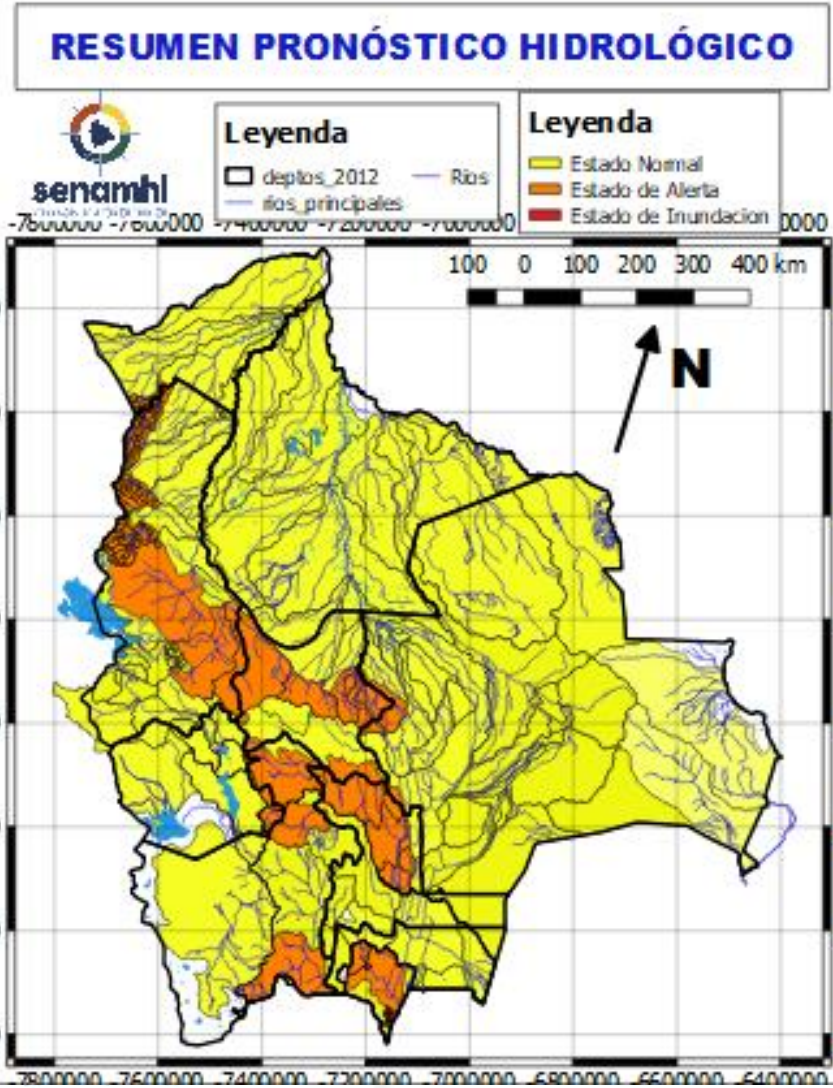 RESUMEN PRONÓSTICO HIDROLÓGICO
senamhi
Leyenda
deptos_2012
Rios
rios_principales
Leyenda
Estado Normal
Estado de Alerta
Estado de Inundacion
-7800000 -7600000 -7400000 -7200000 -7000000
0000
100 0 100 200 300 400 km
N
-7800000 -7600000 -7400000 -7200000 -7000000 -6800000 -6600000 -6400000